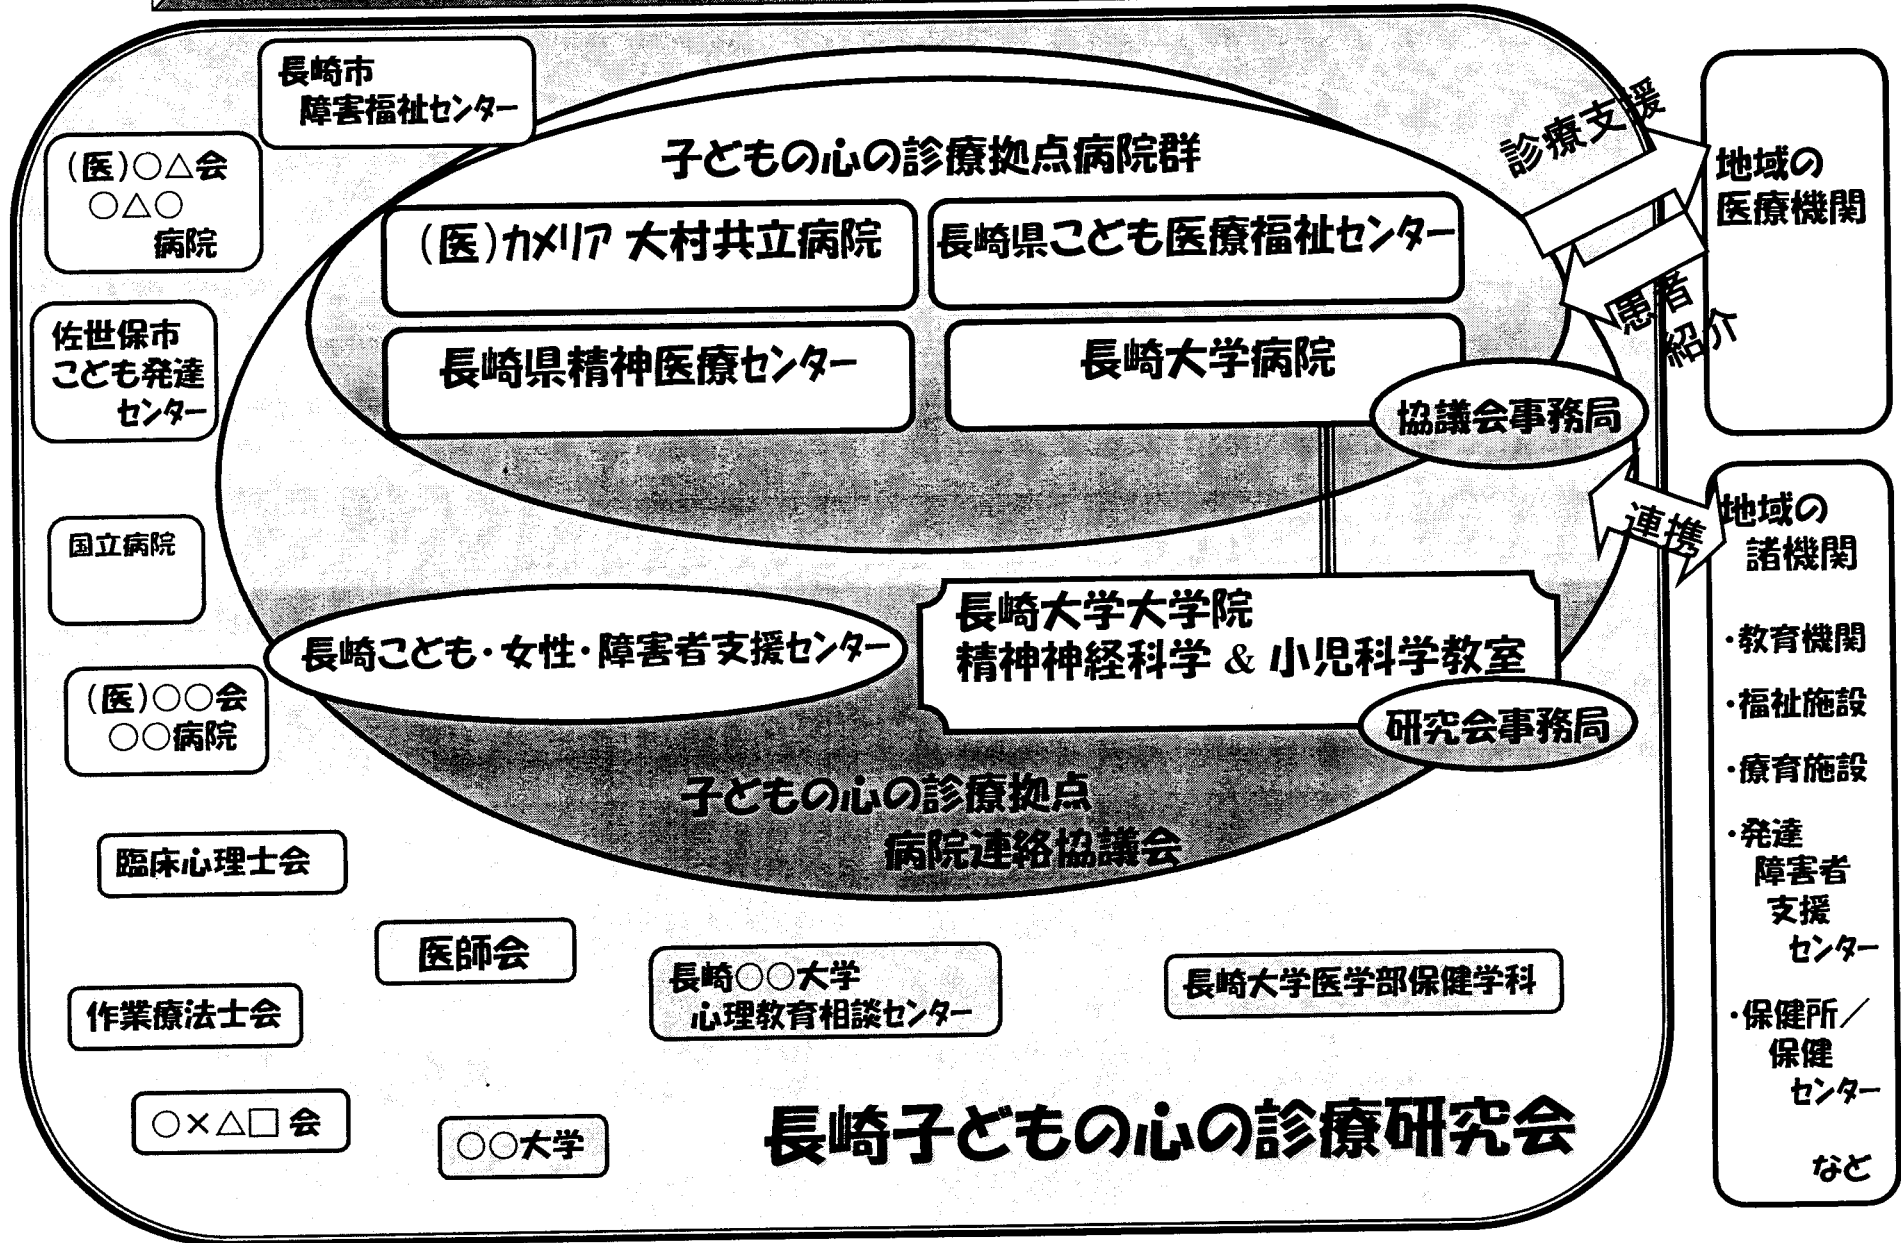 長崎市
障害福祉センター
(医)○△会
○△○
病院
佐世保市
こども発達
センター
国立病院
(医)○○会
○○病院
臨床心理士会
医師会
作業療法士会
○×△□会
○○大学
長崎○○大学
心理教育相談センター
長崎大学医学部保健学科
子どもの心の診療拠点病院群
(医)カメリア 大村共立病院
長崎県こども医療福祉センター
長崎県精神医療センター
長崎大学病院
協議会事務局
長崎こども・女性・障害者支援センター
長崎大学大学院
精神神経科学 & 小児科学教室
研究会事務局
子どもの心の診療拠点
病院連絡協議会
長崎子どもの心の診療研究会
診療支援
患者
紹介
連携
地域の
医療機関
地域の
諸機関
・教育機関
・福祉施設
・療育施設
・発達
障害者
支援
センター
・保健所/
保健
センター
など